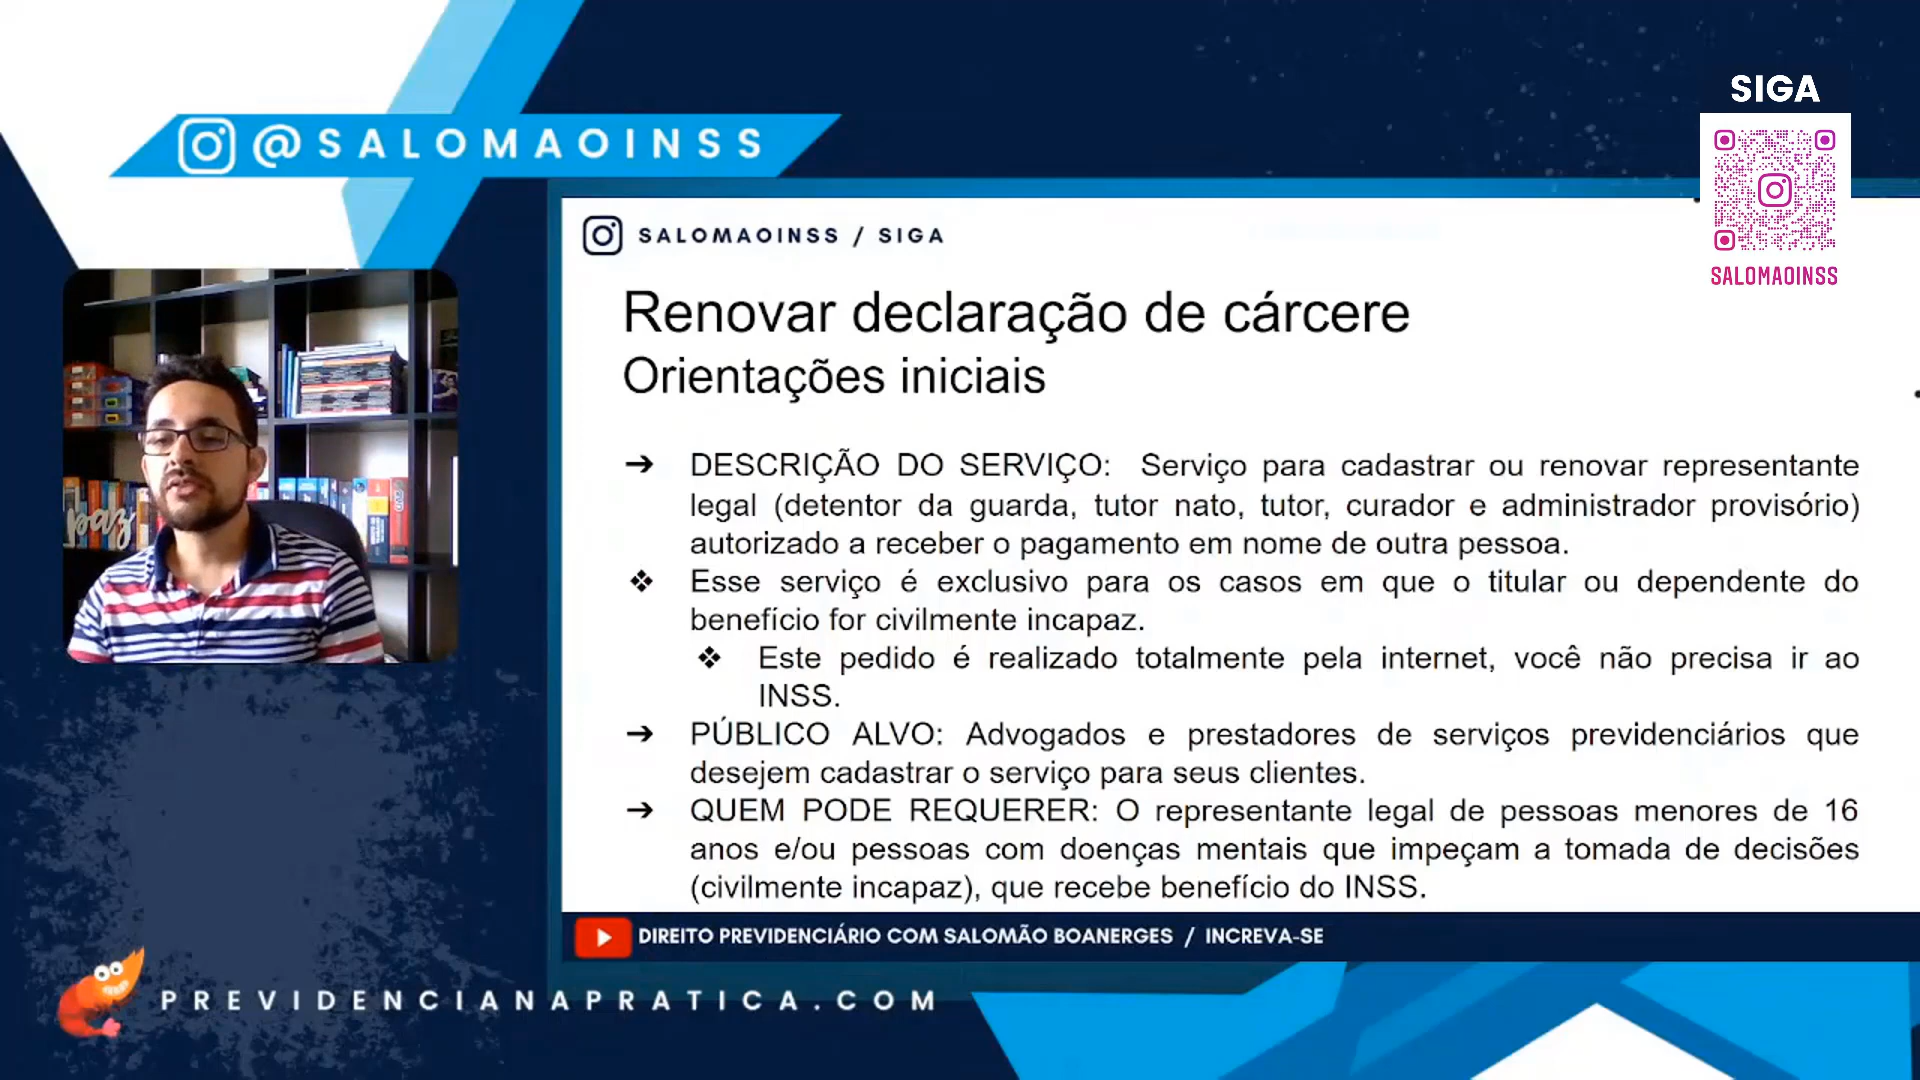 @SALOMAOINSS
SIGA
SALOMAOINSS
SALOMAOINSS / SIGA
Renovar declaração de cárcere
Orientações iniciais
➔ DESCRIÇÃO DO SERVIÇO: Serviço para cadastrar ou renovar representante
legal (detentor da guarda, tutor nato, tutor, curador e administrador provisório)
autorizado a receber o pagamento em nome de outra pessoa.
❖ Esse serviço é exclusivo para os casos em que o titular ou dependente do
benefício for civilmente incapaz.
❖ Este pedido é realizado totalmente pela internet, você não precisa ir ao
INSS.
➔ PÚBLICO ALVO: Advogados e prestadores de serviços previdenciários que
desejem cadastrar o serviço para seus clientes.
➔ QUEM PODE REQUERER: O representante legal de pessoas menores de 16
anos e/ou pessoas com doenças mentais que impeçam a tomada de decisões
(civilmente incapaz), que recebe benefício do INSS.
paz
DIREITO PREVIDENCIÁRIO COM SALOMÃO BOANERGES / INCREVA-SE
PREVIDENCIANAPRATICA.COM